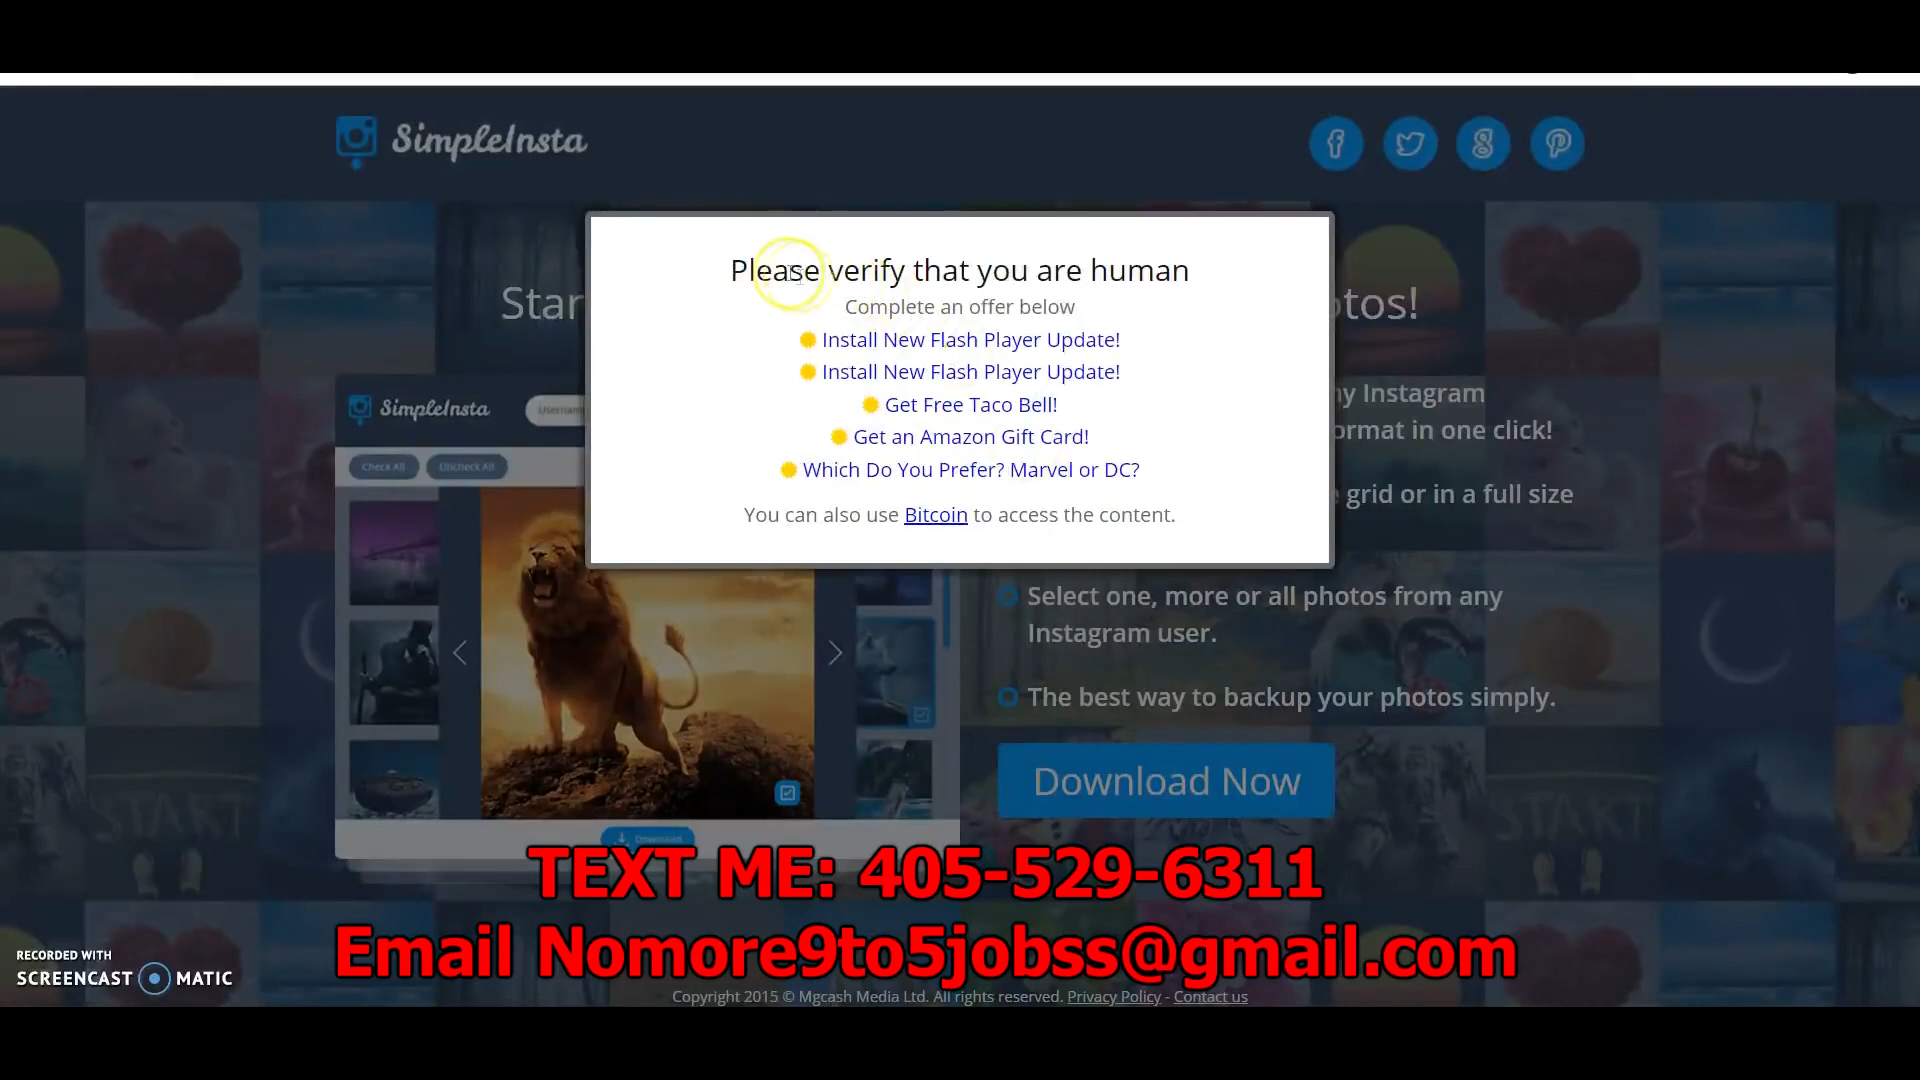 SimpleInsta
Please verify that you are human
Star
tos!
Complete an offer below
Install New Flash Player Update!
Install New Flash Player Update!
Get Free Taco Bell!
Get an Amazon Gift Card!
Which Do You Prefer? Marvel or DC?
You can also use Bitcoin to access the content.
ny Instagram
ormat in one click!
grid or in a full size
SimpleInsta
Check All
Uncheck All
Select one, more or all photos from any
Instagram user.
The best way to backup your photos simply.
Download Now
Download
START
START
TEXT ME: 405-529-6311
Email Nomore9to5jobss@gmail.com
RECORDED WITH
SCREENCAST MATIC
Copyright 2015 © Mgcash Media Ltd. All rights reserved. Privacy Policy - Contact us